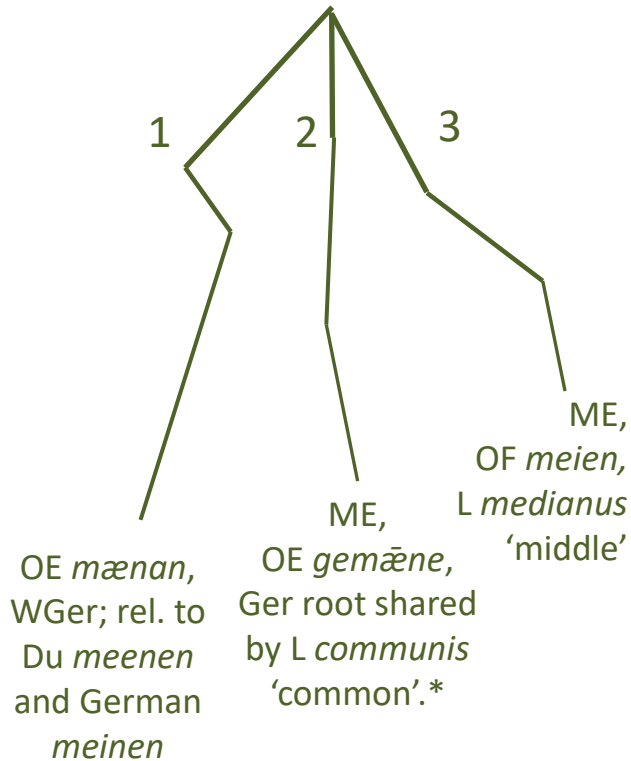 1
2
3
OE mænan,
WGer; rel. to
Du meenen
and German
meinen
ME,
OE gemǣne,
Ger root shared
by L communis
‘common’.*
ME,
OF meien,
L medianus
‘middle’